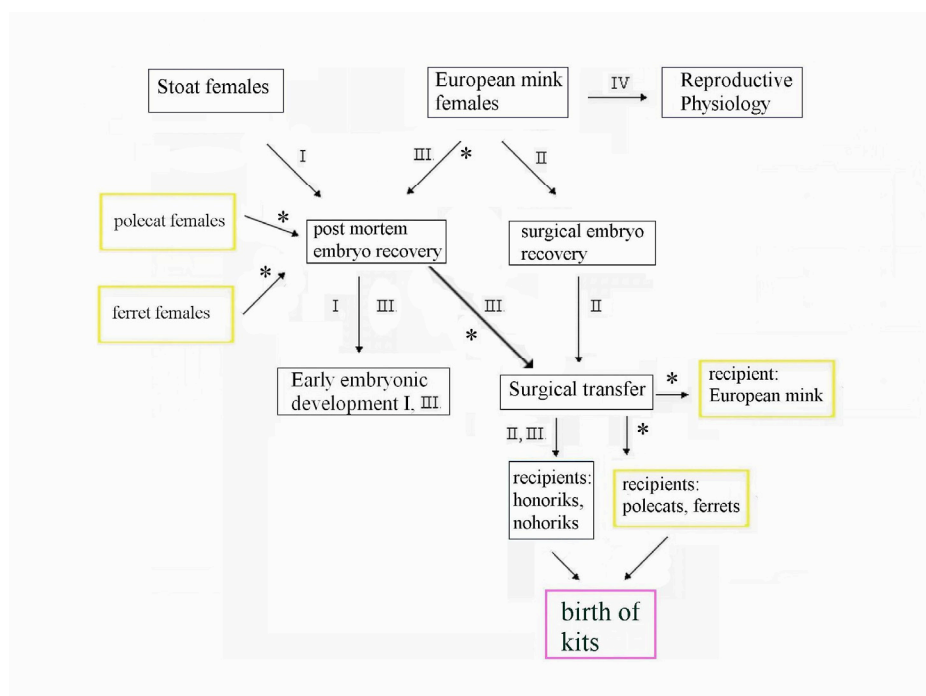 Stoat females
European mink
females
IV
Reproductive
Physiology
I
III.
*
II
polecat females
*
post mortem
embryo recovery
surgical embryo
recovery
*
ferret females
I
III.
III.
*
II
Early embryonic
development I, III.
Surgical transfer
*
recipient:
European mink
II, III.
*
recipients:
honoriks,
nohoriks
recipients:
polecats, ferrets
birth of
kits